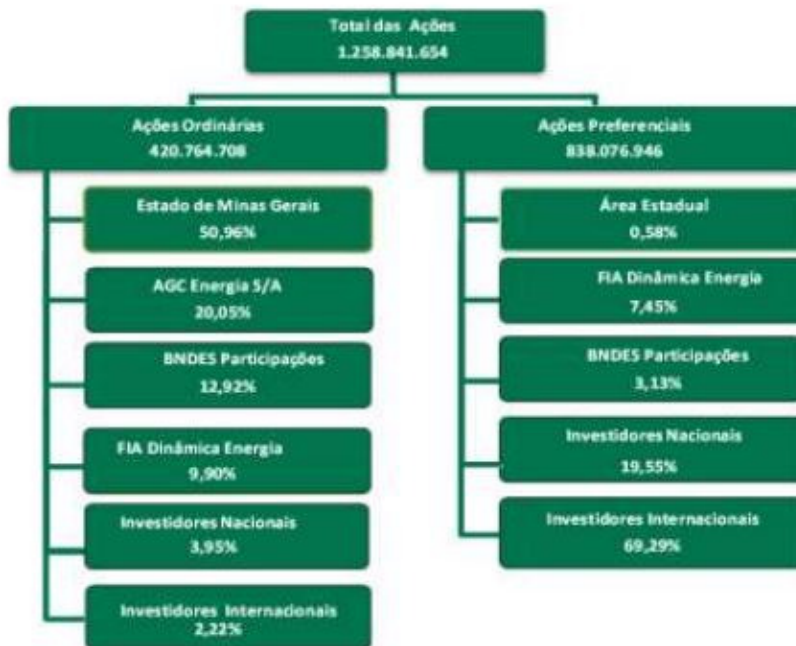 Total das Ações
1.258.841.654
Ações Ordinárias
420.764.708
Estado de Minas Gerais
50,96%
AGC Energia S/A
20,05%
BNDES Participações
12,92%
FIA Dinâmica Energia
9,90%
Investidores Nacionais
3,95%
Investidores Internacionais
2,22%
Ações Preferenciais
838.076.946
Área Estadual
0,58%
FIA Dinâmica Energia
7,45%
BNDES Participações
3,13%
Investidores Nacionais
19,55%
Investidores Internacionais
69,29%